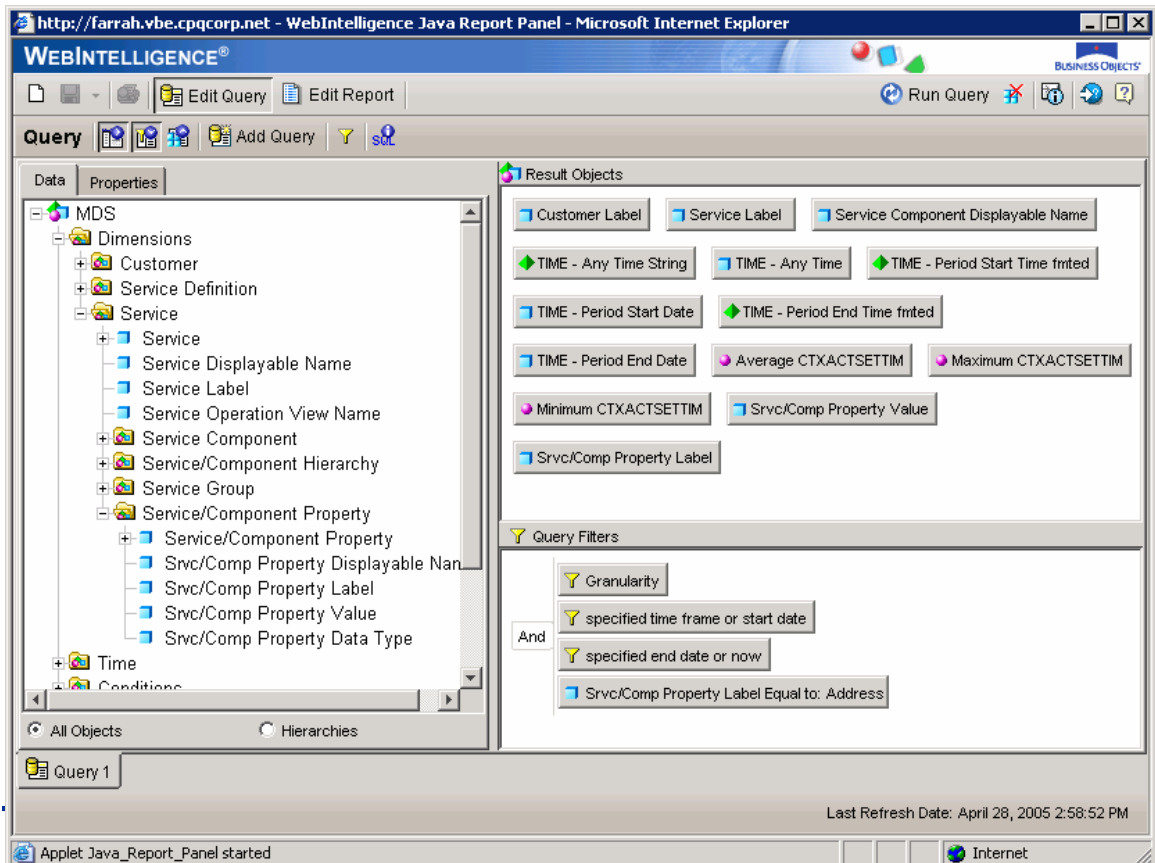 http://farrah.vbe.cpqcorp.net - WebIntelligence Java Report Panel - Microsoft Internet Explorer
WEBINTELLIGENCE®
BUSINESS OBJECTS®
Edit Query Edit Report Run Query
Query Add Query SQL
Data Properties
MDS
Dimensions
Customer
Service Definition
Service
Service
Service Displayable Name
Service Label
Service Operation View Name
Service Component
Service/Component Hierarchy
Service Group
Service/Component Property
Service/Component Property
Srvc/Comp Property Displayable Nan
Srvc/Comp Property Label
Srvc/Comp Property Value
Srvc/Comp Property Data Type
Time
Conditions
All Objects Hierarchies
Result Objects
Customer Label Service Label Service Component Displayable Name
TIME - Any Time String TIME - Any Time TIME - Period Start Time fmted
TIME - Period Start Date TIME - Period End Time fmted
TIME - Period End Date Average CTXACTSETTIM Maximum CTXACTSETTIM
Minimum CTXACTSETTIM Srvc/Comp Property Value
Srvc/Comp Property Label
Query Filters
And
Granularity
specified time frame or start date
specified end date or now
Srvc/Comp Property Label Equal to: Address
Query 1
Last Refresh Date: April 28, 2005 2:58:52 PM
Applet Java_Report_Panel started Internet